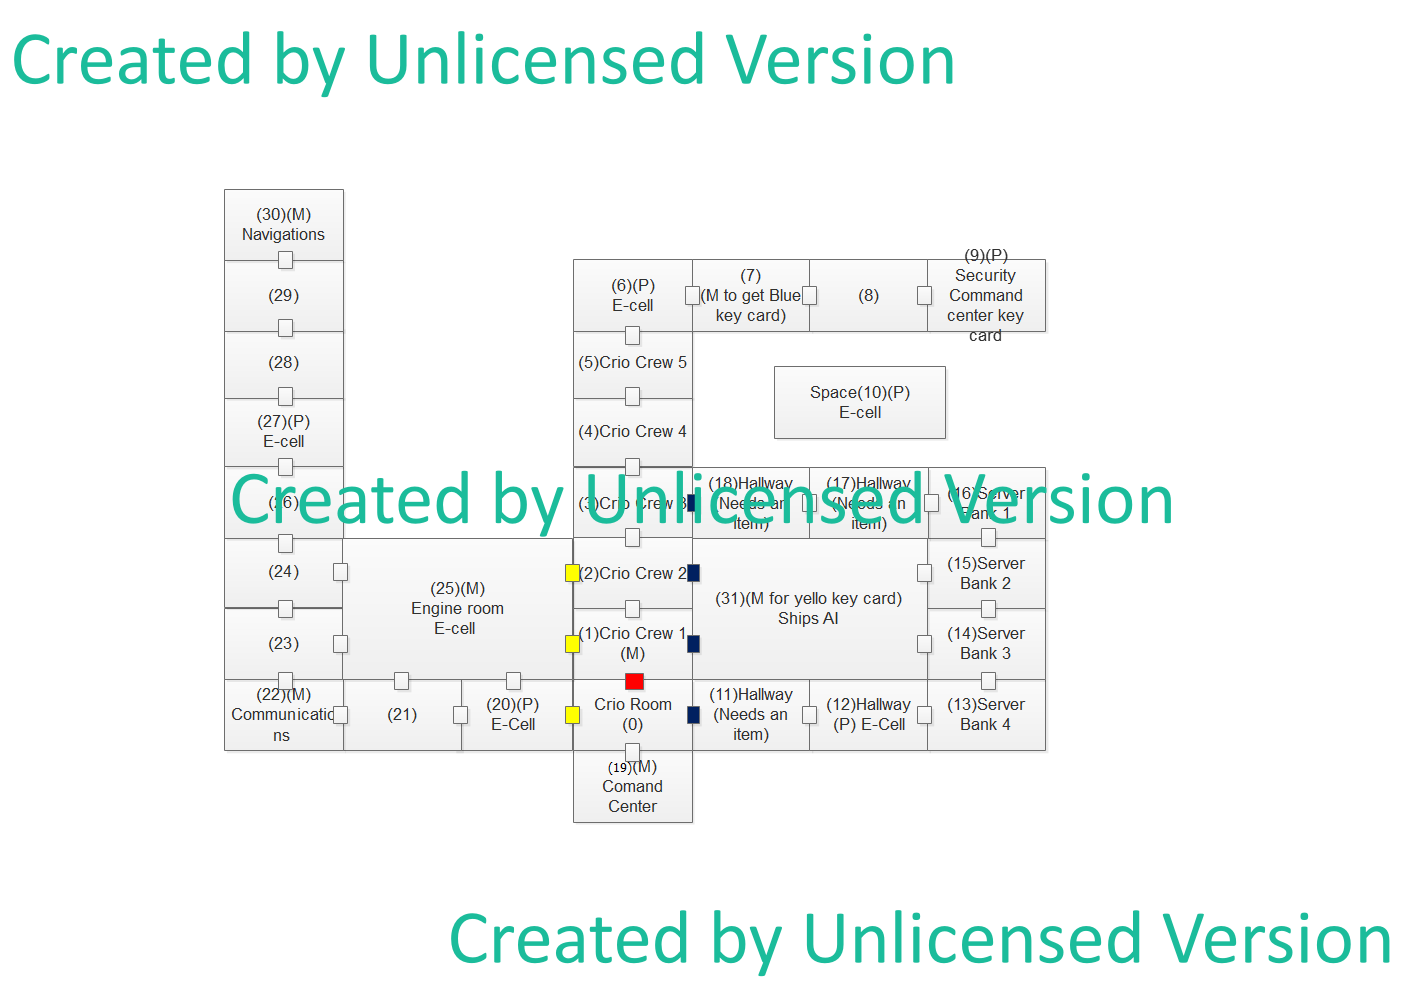 Created by Unlicensed Version
(30)(M)
Navigations
(29)
(28)
(27)(P)
E-cell
(26)
(24)
(23)
(22)(M)
Communicatio
ns
(21)
(20)(P)
E-Cell
(25)(M)
Engine room
E-cell
(6)(P)
E-cell
(7)
(M to get Blue
key card)
(8)
(9)(P)
Security
Command
center key
card
(5)Crio Crew 5
(4)Crio Crew 4
Space(10)(P)
E-cell
(3)Crio Crew 3
(18)Hallway
(Needs an
item)
(17)Hallway
(Needs an
item)
(16)Server
Bank 1
Created by Unlicensed Version
(2)Crio Crew 2
(1)Crio Crew 1
(M)
(31)(M for yello key card)
Ships AI
(15)Server
Bank 2
(14)Server
Bank 3
Crio Room
(0)
(11)Hallway
(Needs an
item)
(12)Hallway
(P) E-Cell
(13)Server
Bank 4
(19)(M)
Comand
Center
Created by Unlicensed Version